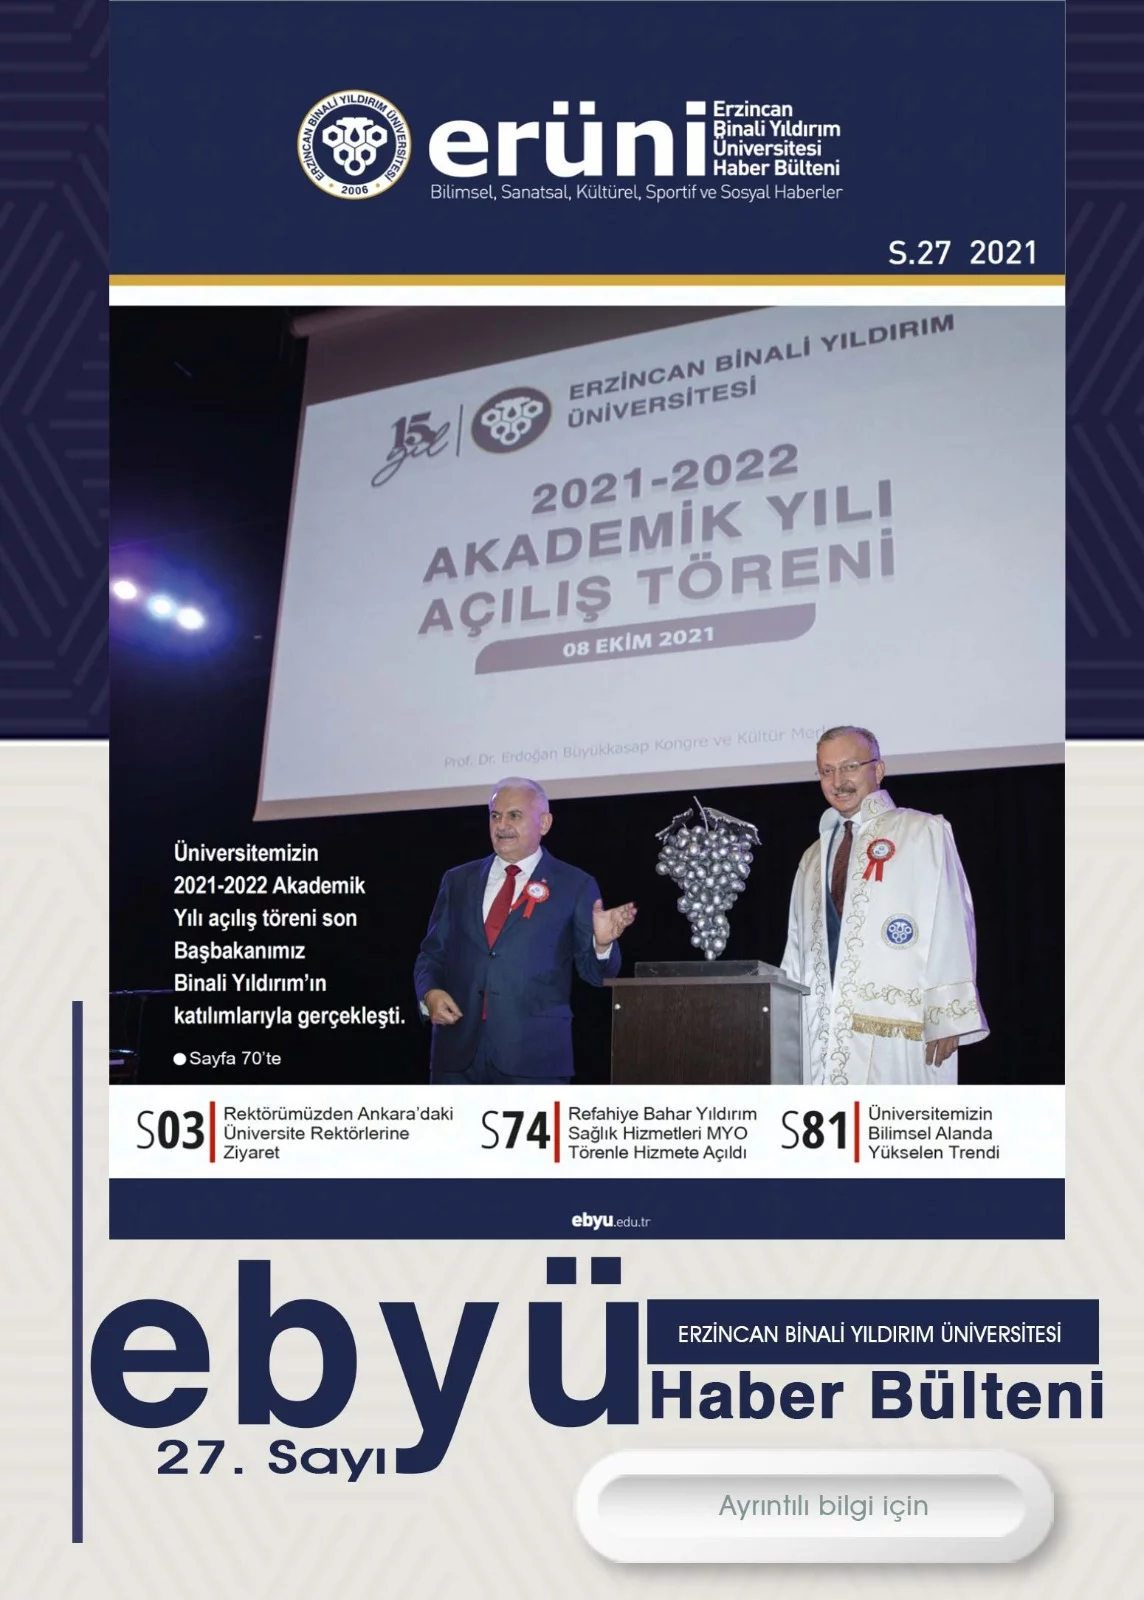 ERZİNCAN BİNALİ YILDIRIM ÜNİVERSİTESİ
2006
erüni
Erzincan
Binali Yıldırım
Üniversitesi
Haber Bülteni
Bilimsel, Sanatsal, Kültürel, Sportif ve Sosyal Haberler
S.27 2021
15.
yıl
ERZİNCAN BİNALİ YILDIRIM
ÜNİVERSİTESİ
2021-2022
AKADEMİK YILI
AÇILIŞ TÖRENİ
08 EKİM 2021
Prof. Dr. Erdoğan Büyükkasap Kongre ve Kültür
Üniversitemizin
2021-2022 Akademik
Yılı açılış töreni son
Başbakanımız
Binali Yıldırım’ın
katılımlarıyla gerçekleşti.
Sayfa 70’te
S03
Rektörümüzden Ankara’daki
Üniversite Rektörlerine
Ziyaret
S74
Refahiye Bahar Yıldırım
Sağlık Hizmetleri MYO
Törenle Hizmete Açıldı
S81
Üniversitemizin
Bilimsel Alanda
Yükselen Trendi
ebyu.edu.tr
ebyü
ERZİNCAN BİNALİ YILDIRIM ÜNİVERSİTESİ
Haber Bülteni
27. Sayı
Ayrıntılı bilgi için